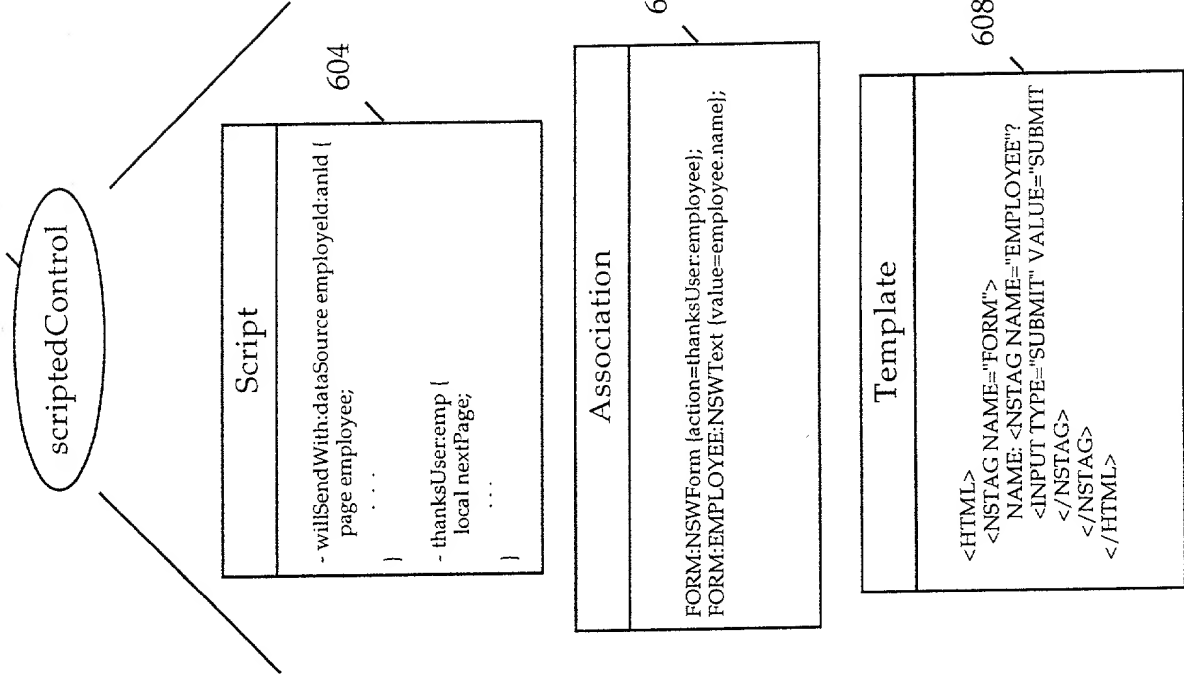 scriptedControl
604
Script
- willSendWith:dataSource employeId:anId {
page employee;
. . .
}
- thanksUser:emp {
local nextPage;
. . .
}
6
Association
FORM:NSWForm {action=thanksUser:employee};
FORM:EMPLOYEE:NSWText {value=employee.name};
608
Template
<HTML>
<NSTAG NAME="FORM">
NAME: <NSTAG NAME="EMPLOYEE"?
<INPUT TYPE="SUBMIT" VALUE="SUBMIT
</NSTAG>
</NSTAG>
</HTML>